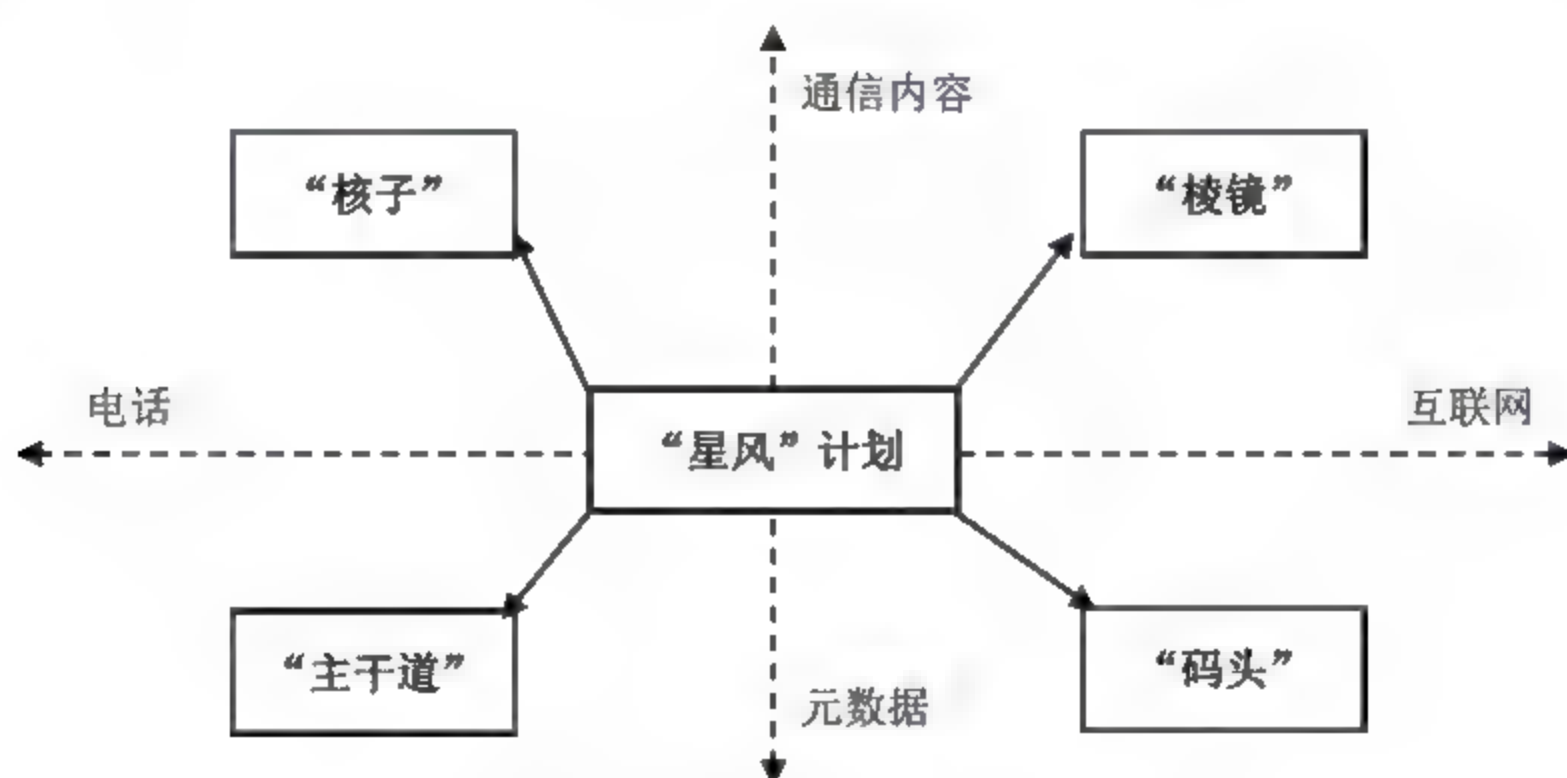 通信内容
“核子”
“棱镜”
电话
互联网
“星风”计划
“主干道”
“码头”
元数据